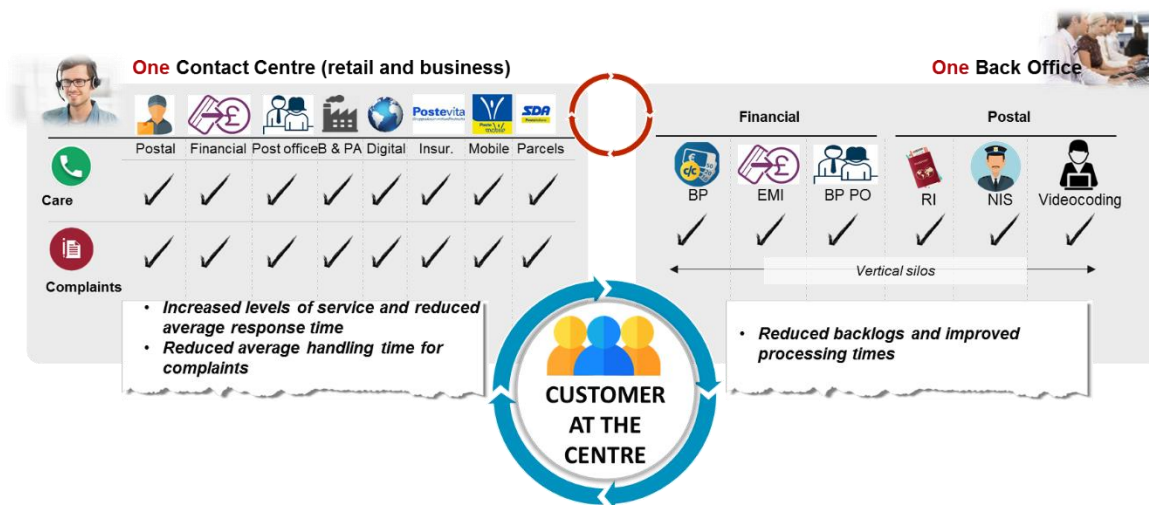 One Contact Centre (retail and business)
One Back Office
Postevita
Poste
mobile
SDA
Postal Financial Post office B & PA Digital Insur. Mobile Parcels
Care
Complaints
Financial Postal
c/c
BP EMI BP PO RI NIS Videocoding
Vertical silos
• Increased levels of service and reduced
average response time
• Reduced average handling time for
complaints
• Reduced backlogs and improved
processing times
CUSTOMER
AT THE
CENTRE